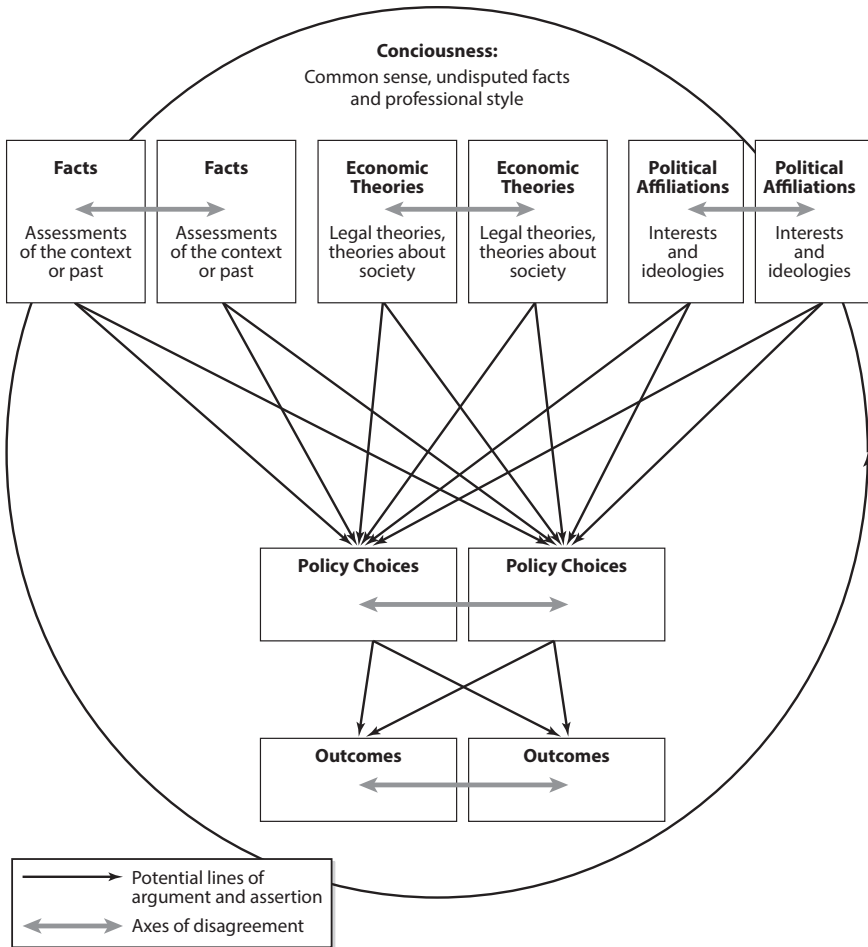 Conciousness:
Common sense, undisputed facts
and professional style
Facts
Assessments
of the context
or past
Facts
Assessments
of the context
or past
Economic
Theories
Legal theories,
theories about
society
Economic
Theories
Legal theories,
theories about
society
Political
Affiliations
Interests
and
ideologies
Political
Affiliations
Interests
and
ideologies
Policy Choices
Policy Choices
Outcomes
Outcomes
Potential lines of
argument and assertion
Axes of disagreement